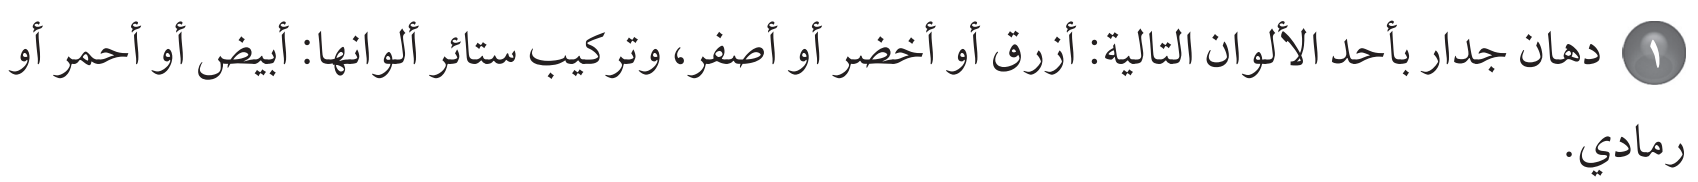 ١ دهان جدار بأحد الألوان التالية: أزرق أو أخضر أو أصفر، وتركيب ستائر ألوانها: أبيض أو أحمر أو
رمادي.